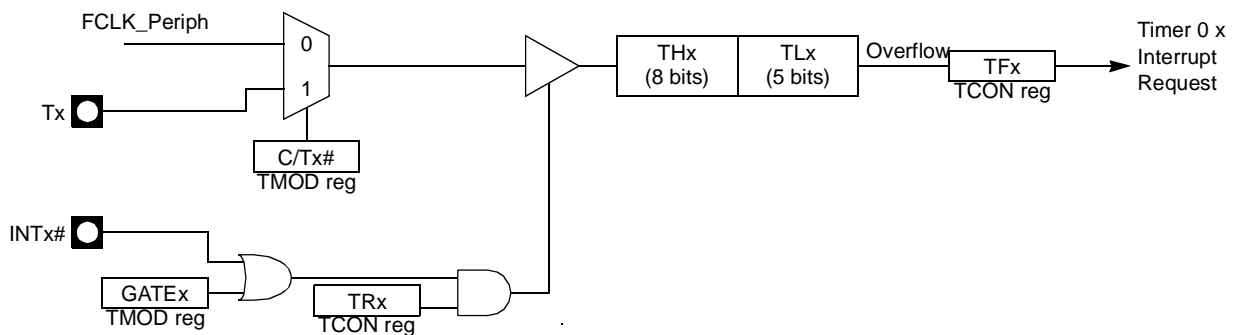 FCLK_Periph
0
1
Tx
C/Tx#
TMOD reg
THx
(8 bits)
TLx
(5 bits)
Overflow
TFx
TCON reg
Timer 0 x
Interrupt
Request
INTx#
GATEx
TMOD reg
TRx
TCON reg